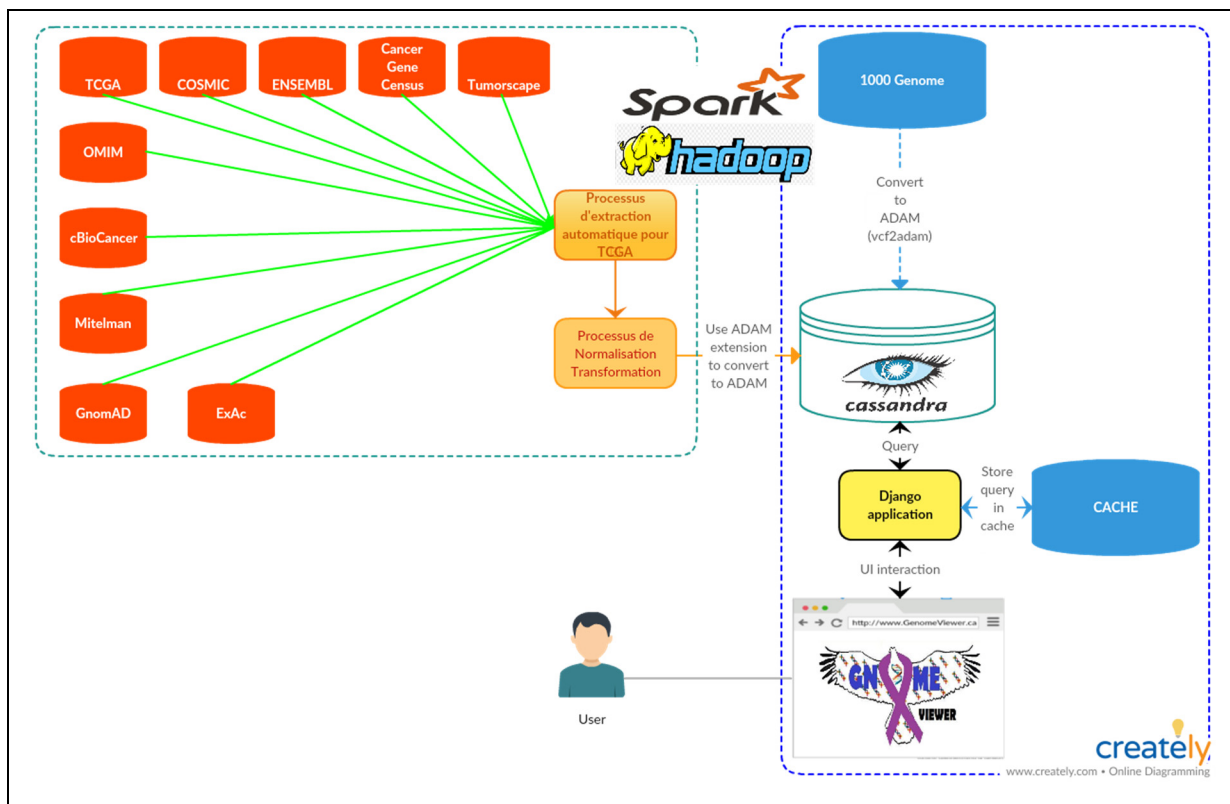 TCGA
COSMIC
ENSEMBL
Cancer
Gene
Census
Tumorscape
OMIM
cBioCancer
Mitelman
GnomAD
ExAc
Processus
d'extraction
automatique pour
TCGA
Processus de
Normalisation
Transformation
Use ADAM
extension
to convert
to ADAM
Spark
hadoop
1000 Genome
Convert
to
ADAM
(vcf2adam)
cassandra
Query
Django
application
Store
query
in
cache
CACHE
UI interaction
http://www.GenomeViewer.ca
GNOME
VIEWER
User
creately
www.creately.com • Online Diagramming